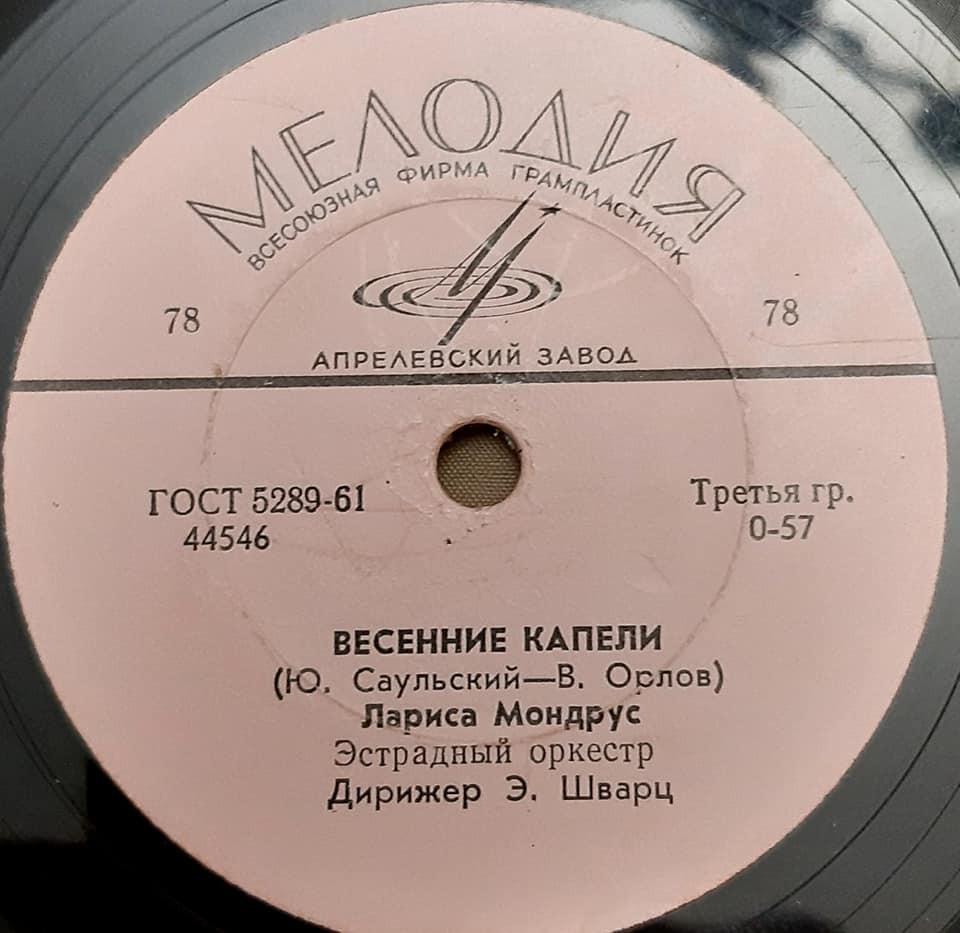 МЕЛОДИЯ
ВСЕСОЮЗНАЯ ФИРМА ГРАМПЛАСТИНОК
78
78
АПРЕЛЕВСКИЙ ЗАВОД
ГОСТ 5289-61
Третья гр.
44546
0-57
ВЕСЕННИЕ КАПЕЛИ
(Ю. Саульский—В. Орлов)
Лариса Мондрус
Эстрадный оркестр
Дирижер Э. Шварц